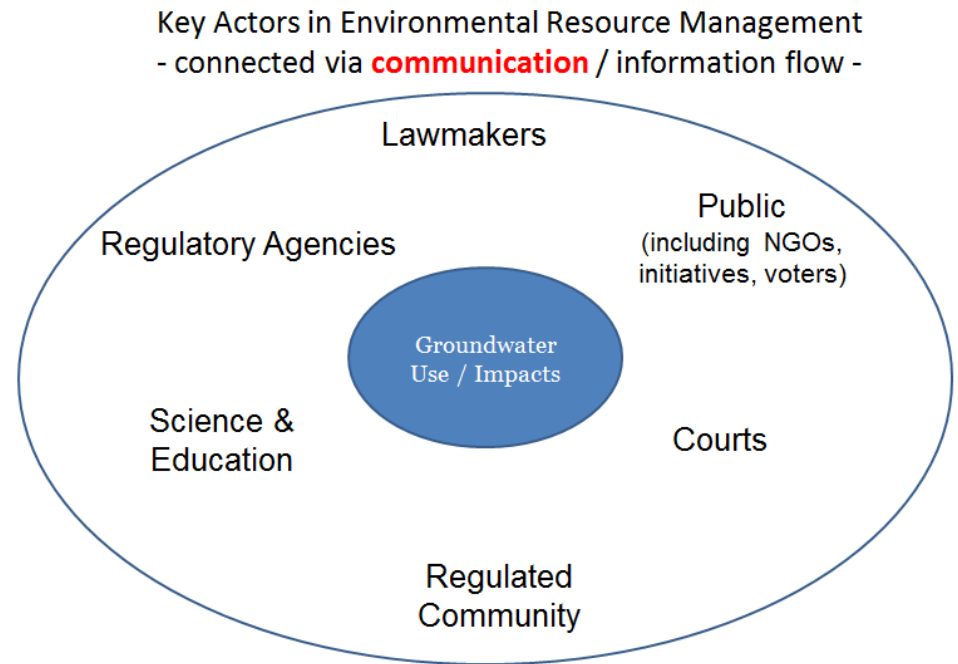 Key Actors in Environmental Resource Management
- connected via communication / information flow -
Lawmakers
Public
(including NGOs,
initiatives, voters)
Regulatory Agencies
Groundwater
Use / Impacts
Science &
Education
Courts
Regulated
Community